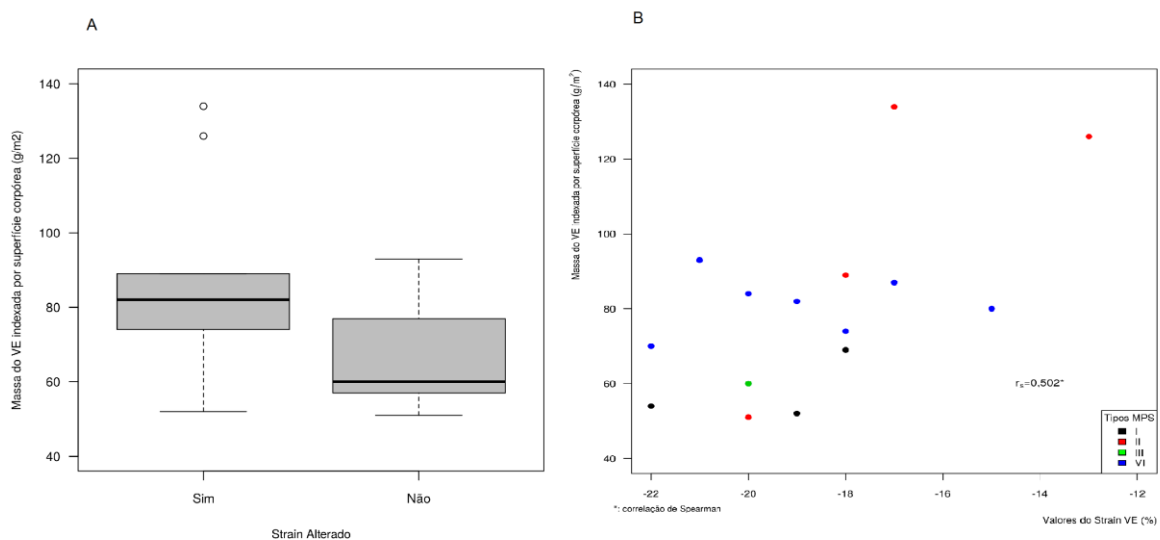 A
Massa do VE indexada por superfície corpórea (g/m2)
140
120
100
80
60
40
Sim
Não
Strain Alterado
B
Massa do VE indexada por superfície corpórea (g/m²)
140
120
100
80
60
40
rs=0,502*
Tipos MPS
I
II
III
VI
-22
-20
-18
-16
-14
-12
*: correlação de Spearman
Valores do Strain VE (%)